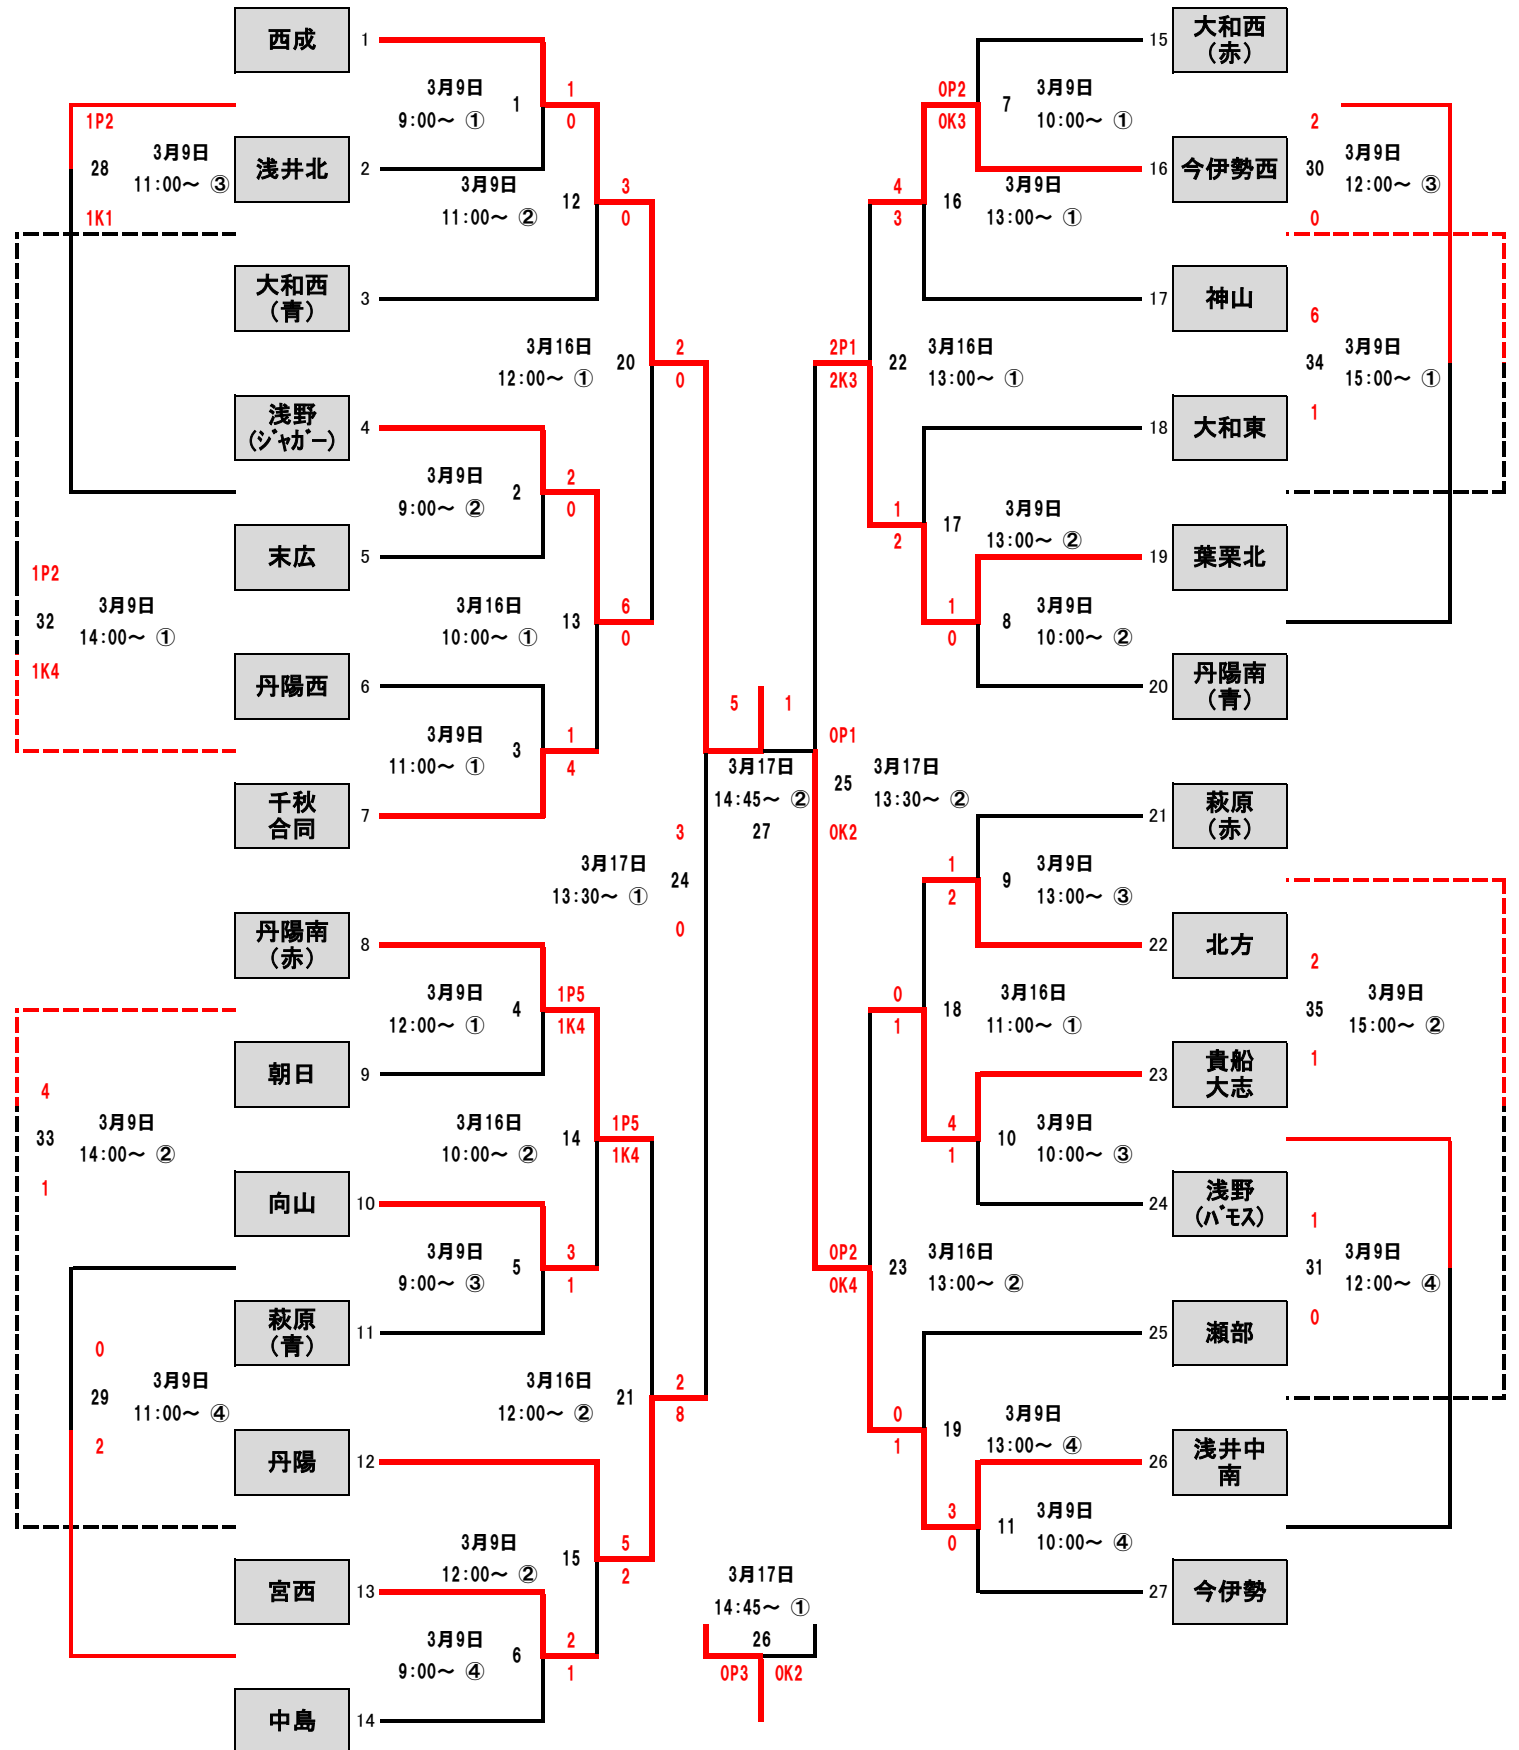 西成
1
3月9日
9:00～ ①
1
1
0
浅井北
2
1P2
28
3月9日
11:00～ ③
1K1
3月9日
11:00～ ②
12
3
0
大和西
（青）
3
3月16日
12:00～ ①
20
2
0
浅野
（ｼﾞｬｶﾞｰ）
4
3月9日
9:00～ ②
2
2
0
末広
5
1P2
32
3月9日
14:00～ ①
1K4
3月16日
10:00～ ①
13
6
0
丹陽西
6
3月9日
11:00～ ①
3
1
4
千秋
合同
7
3月17日
13:30～ ①
3
24
0
丹陽南
（赤）
8
3月9日
12:00～ ①
4
1P5
1K4
朝日
9
4
33
3月9日
14:00～ ②
1
3月16日
10:00～ ②
14
1P5
1K4
向山
10
3月9日
9:00～ ③
5
3
1
萩原
（青）
11
0
29
3月9日
11:00～ ④
2
3月16日
12:00～ ②
21
2
8
丹陽
12
3月9日
12:00～ ②
15
5
2
宮西
13
3月9日
9:00～ ④
6
2
1
中島
14
5
1
3月17日
14:45～ ②
27
3月17日
14:45～ ①
26
0P3
0K2
0P1
25
3月17日
13:30～ ②
0K2
15
大和西
（赤）
0P2
0K3
7
3月9日
10:00～ ①
16
今伊勢西
2
30
3月9日
12:00～ ③
0
4
3
16
3月9日
13:00～ ①
17
神山
6
34
3月9日
15:00～ ①
1
2P1
2K3
22
3月16日
13:00～ ①
18
大和東
1
2
17
3月9日
13:00～ ②
19
葉栗北
1
0
8
3月9日
10:00～ ②
20
丹陽南
（青）
21
萩原
（赤）
1
2
9
3月9日
13:00～ ③
22
北方
2
35
3月9日
15:00～ ②
1
0
1
18
3月16日
11:00～ ①
23
貴船
大志
4
1
10
3月9日
10:00～ ③
24
浅野
（ﾊﾞﾓｽ）
1
31
3月9日
12:00～ ④
0
0P2
0K4
23
3月16日
13:00～ ②
25
瀬部
0
1
19
3月9日
13:00～ ④
26
浅井中
南
3
0
11
3月9日
10:00～ ④
27
今伊勢